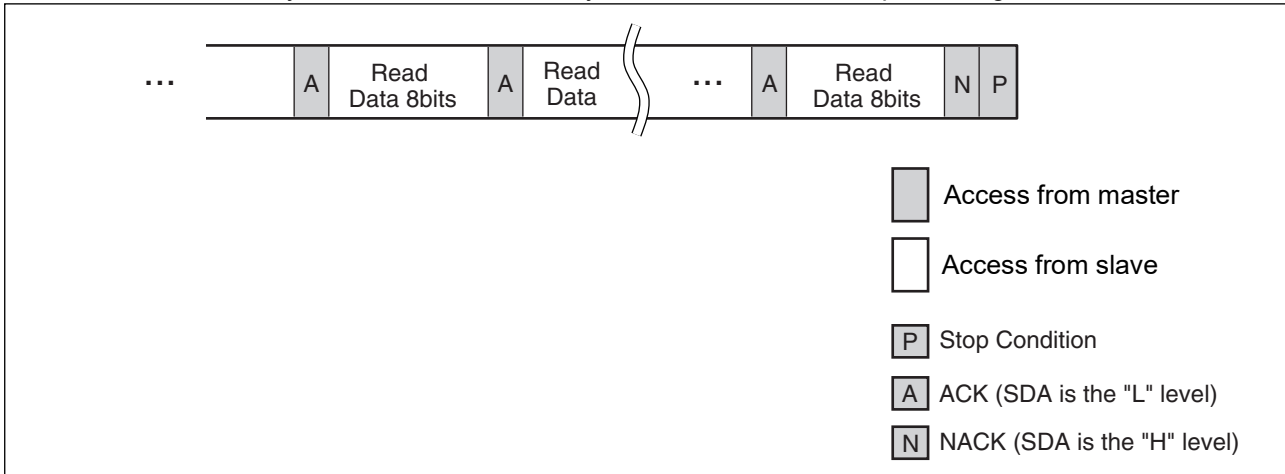 ... A Read Data 8bits A Read Data ... A Read Data 8bits N P
Access from master
Access from slave
P Stop Condition
A ACK (SDA is the "L" level)
N NACK (SDA is the "H" level)